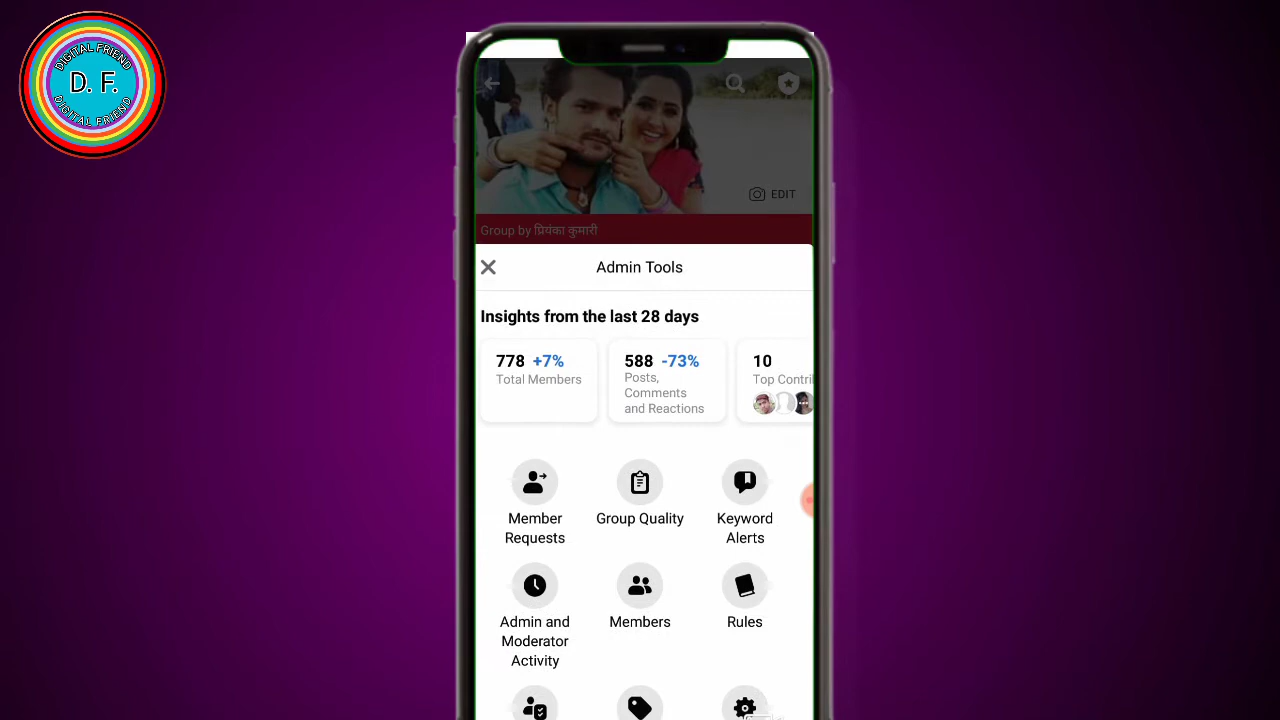 DIGITAL FRIEND
D. F.
DIGITAL FRIEND
EDIT
Group by प्रियंका कुमारी
Admin Tools
Insights from the last 28 days
778 +7%
Total Members
588 -73%
Posts,
Comments
and Reactions
10
Top Contri
Member
Requests
Group Quality
Keyword
Alerts
Admin and
Moderator
Activity
Members
Rules